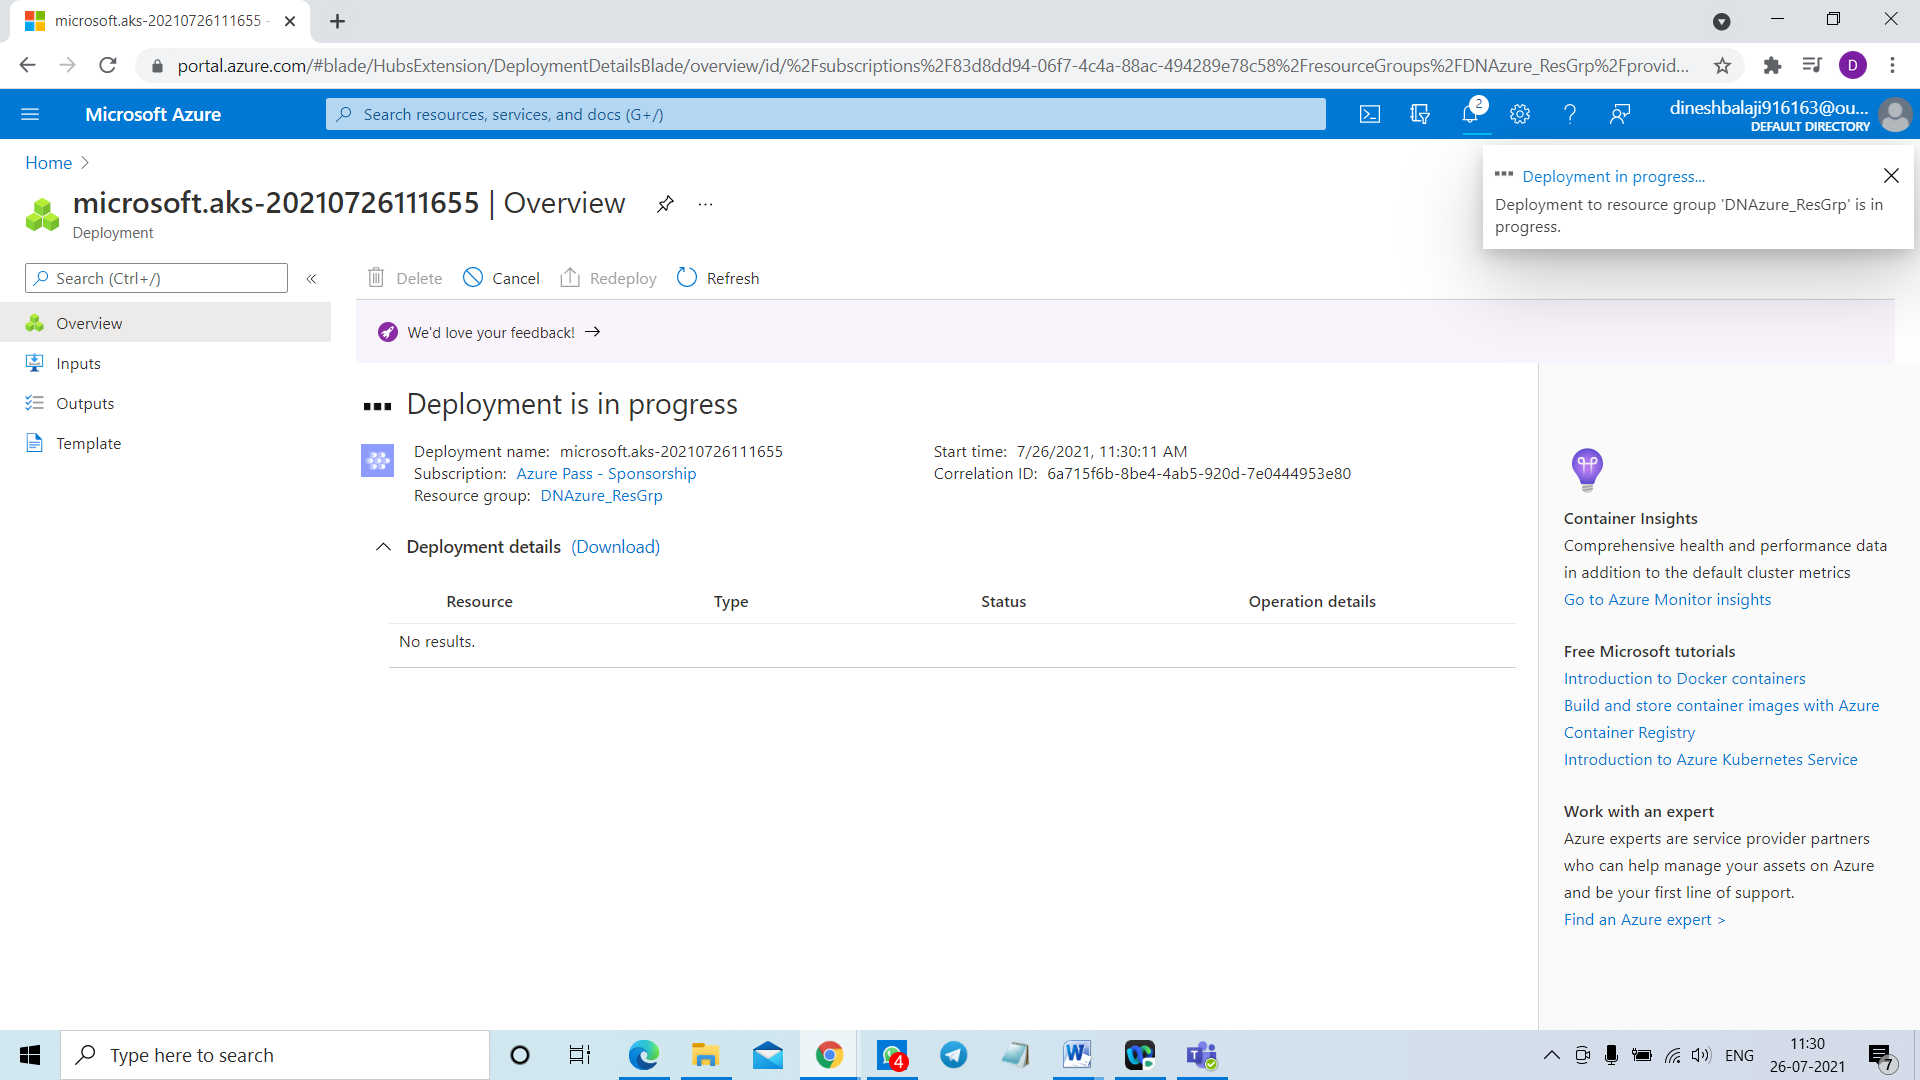 microsoft.aks-20210726111655 -
portal.azure.com/#blade/HubsExtension/DeploymentDetailsBlade/overview/id/%2Fsubscriptions%2F83d8dd94-06f7-4c4a-88ac-494289e78c58%2FresourceGroups%2FDNAzure_ResGrp%2Fprovid...
D
Microsoft Azure
Search resources, services, and docs (G+/)
2
dineshbalaji916163@ou...
DEFAULT DIRECTORY
Home
microsoft.aks-20210726111655 | Overview
Deployment
Deployment in progress...
Deployment to resource group 'DNAzure_ResGrp' is in
progress.
Search (Ctrl+/)
Overview
Inputs
Outputs
Template
Delete
Cancel
Redeploy
Refresh
We'd love your feedback!
Deployment is in progress
Deployment name: microsoft.aks-20210726111655
Subscription: Azure Pass - Sponsorship
Resource group: DNAzure_ResGrp
Start time: 7/26/2021, 11:30:11 AM
Correlation ID: 6a715f6b-8be4-4ab5-920d-7e0444953e80
Deployment details (Download)
Resource Type Status Operation details
No results.
Container Insights
Comprehensive health and performance data
in addition to the default cluster metrics
Go to Azure Monitor insights
Free Microsoft tutorials
Introduction to Docker containers
Build and store container images with Azure
Container Registry
Introduction to Azure Kubernetes Service
Work with an expert
Azure experts are service provider partners
who can help manage your assets on Azure
and be your first line of support.
Find an Azure expert >
Type here to search
4
ENG
11:30
26-07-2021
7